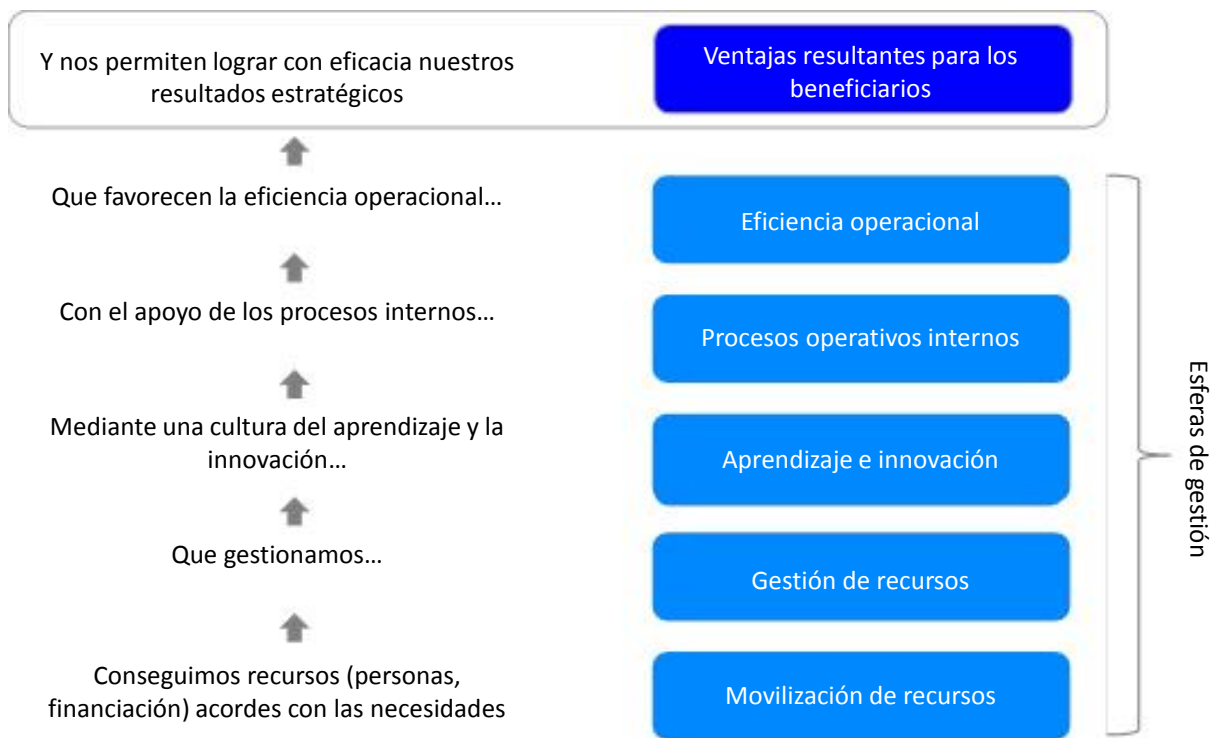 Y nos permiten lograr con eficacia nuestros
resultados estratégicos
Ventajas resultantes para los
beneficiarios
Que favorecen la eficiencia operacional...
Eficiencia operacional
Con el apoyo de los procesos internos...
Procesos operativos internos
Mediante una cultura del aprendizaje y la
innovación...
Aprendizaje e innovación
Que gestionamos...
Gestión de recursos
Conseguimos recursos (personas,
financiación) acordes con las necesidades
Movilización de recursos
Esferas de gestión